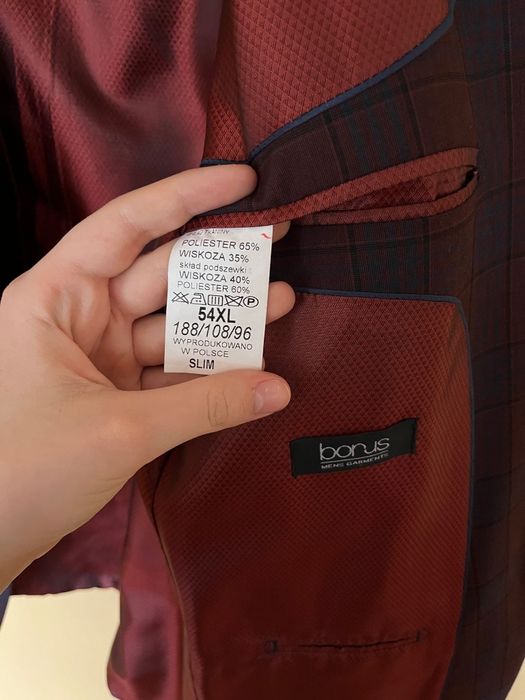 POLIESTER 65%
WISKOZA 35%
skład podszewki:
WISKOZA 40%
POLIESTER 60%
P
54XL
188/108/96
WYPRODUKOWANO
W POLSCE
SLIM
borus
MENS GARMENTS